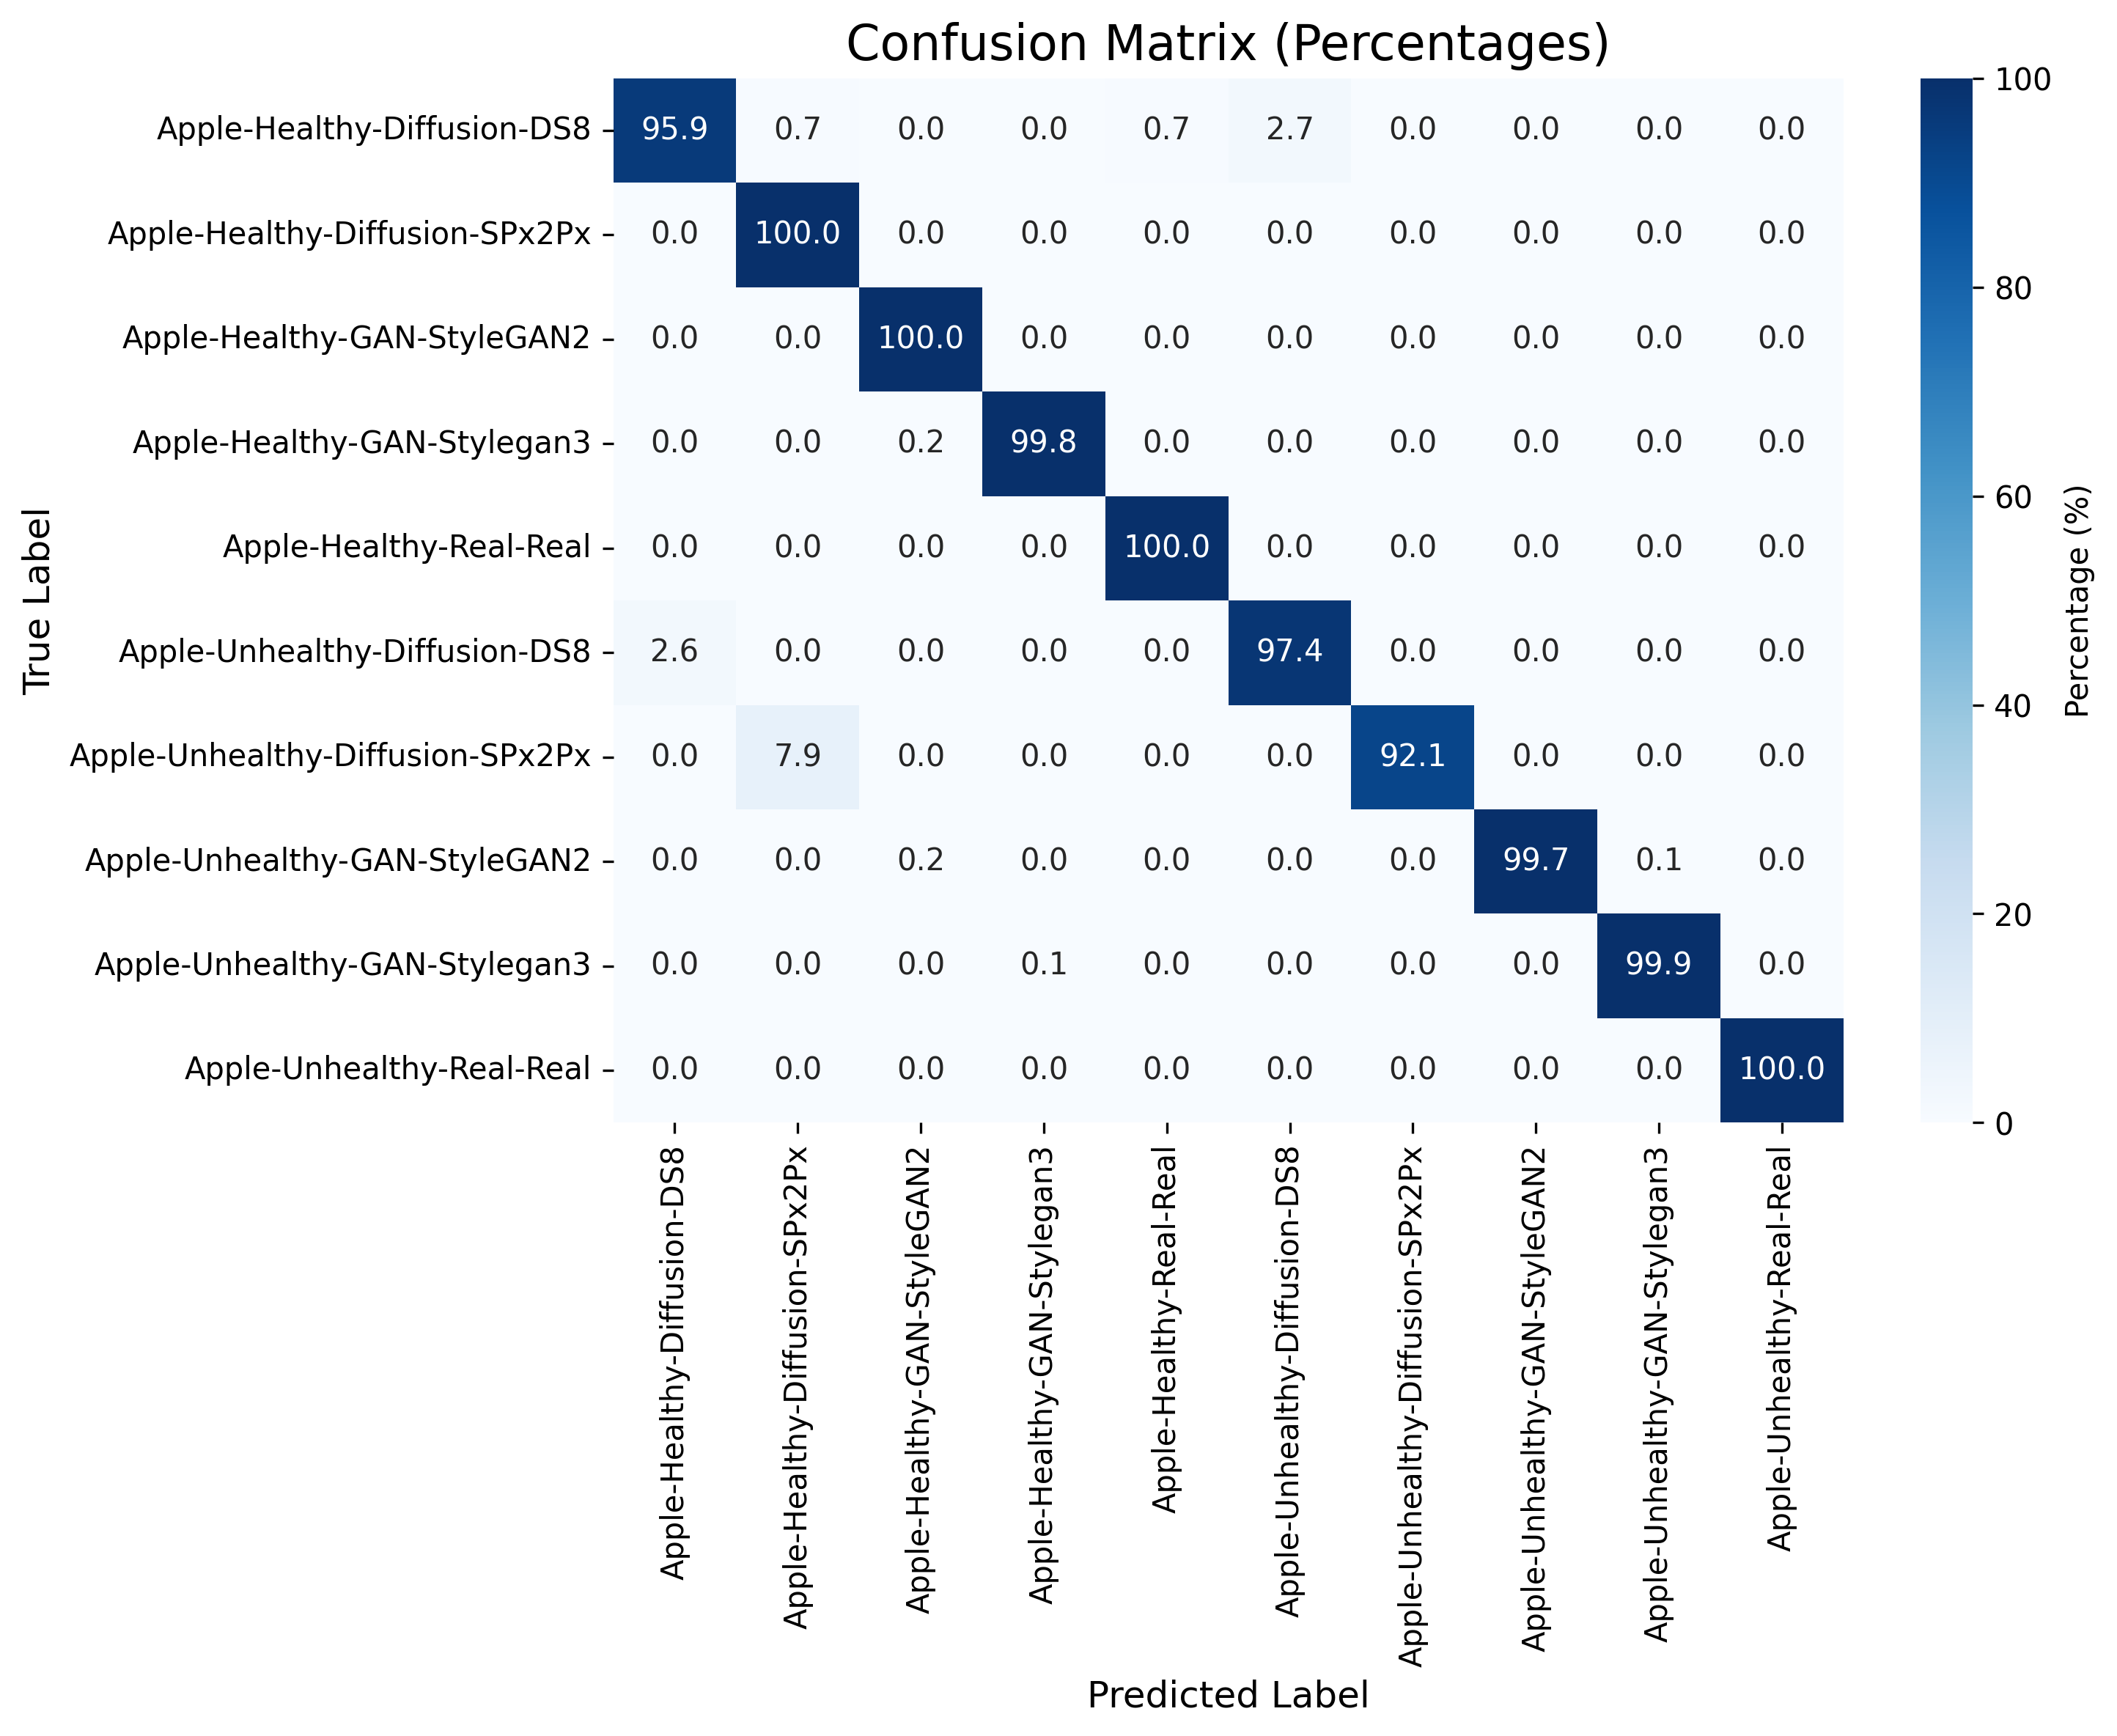 Confusion Matrix (Percentages)
True Label
Apple-Healthy-Diffusion-DS8 95.9 0.7 0.0 0.0 0.7 2.7 0.0 0.0 0.0 0.0
Apple-Healthy-Diffusion-SPx2Px 0.0 100.0 0.0 0.0 0.0 0.0 0.0 0.0 0.0 0.0
Apple-Healthy-GAN-StyleGAN2 0.0 0.0 100.0 0.0 0.0 0.0 0.0 0.0 0.0 0.0
Apple-Healthy-GAN-Stylegan3 0.0 0.0 0.2 99.8 0.0 0.0 0.0 0.0 0.0 0.0
Apple-Healthy-Real-Real 0.0 0.0 0.0 0.0 100.0 0.0 0.0 0.0 0.0 0.0
Apple-Unhealthy-Diffusion-DS8 2.6 0.0 0.0 0.0 0.0 97.4 0.0 0.0 0.0 0.0
Apple-Unhealthy-Diffusion-SPx2Px 0.0 7.9 0.0 0.0 0.0 0.0 92.1 0.0 0.0 0.0
Apple-Unhealthy-GAN-StyleGAN2 0.0 0.0 0.2 0.0 0.0 0.0 0.0 99.7 0.1 0.0
Apple-Unhealthy-GAN-Stylegan3 0.0 0.0 0.0 0.1 0.0 0.0 0.0 0.0 99.9 0.0
Apple-Unhealthy-Real-Real 0.0 0.0 0.0 0.0 0.0 0.0 0.0 0.0 0.0 100.0
Apple-Healthy-Diffusion-DS8
Apple-Healthy-Diffusion-SPx2Px
Apple-Healthy-GAN-StyleGAN2
Apple-Healthy-GAN-Stylegan3
Apple-Healthy-Real-Real
Apple-Unhealthy-Diffusion-DS8
Apple-Unhealthy-Diffusion-SPx2Px
Apple-Unhealthy-GAN-StyleGAN2
Apple-Unhealthy-GAN-Stylegan3
Apple-Unhealthy-Real-Real
Predicted Label
100
80
60
40
20
0
Percentage (%)